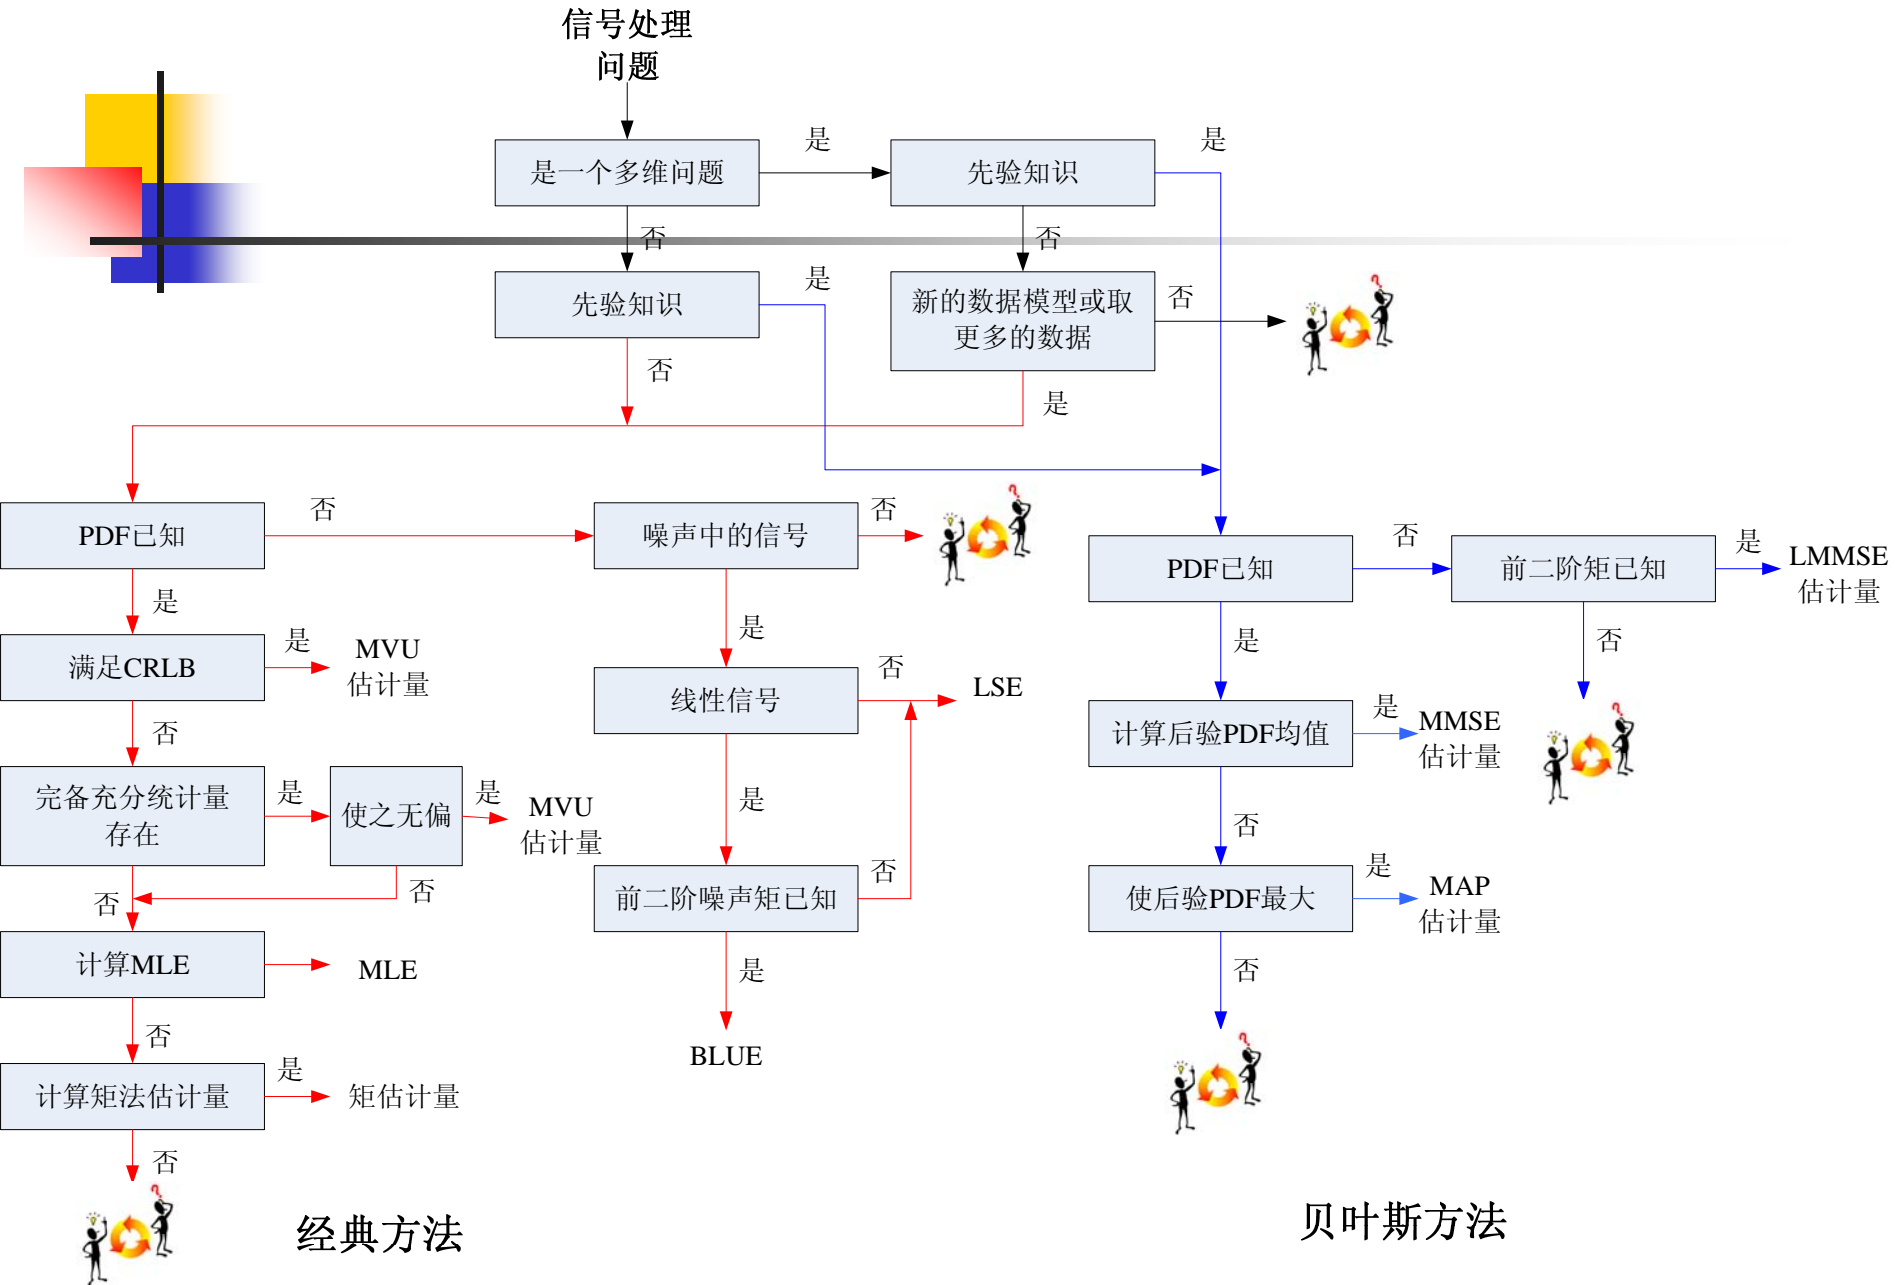 信号处理
问题
是一个多维问题
是
先验知识
是
否
否
先验知识
是
新的数据模型或取
更多的数据
否
否
是
PDF已知
否
噪声中的信号
否
PDF已知
否
前二阶矩已知
是
LMMSE
估计量
是
是
是
否
满足CRLB
是
MVU
估计量
线性信号
否
LSE
计算后验PDF均值
是
MMSE
估计量
否
是
否
完备充分统计量
存在
是
使之无偏
是
MVU
估计量
否
否
前二阶噪声矩已知
否
使后验PDF最大
是
MAP
估计量
计算MLE
MLE
是
否
否
BLUE
计算矩法估计量
是
矩估计量
否
经典方法
贝叶斯方法